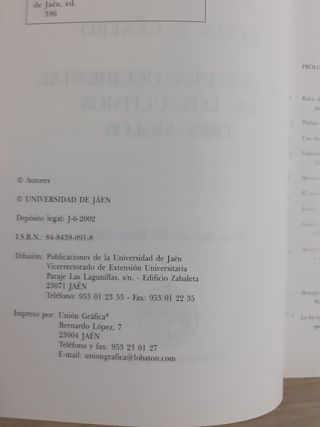 de Jaén, ed.
396
© Autores
© UNIVERSIDAD DE JAÉN
Depósito legal: J-6-2002
I.S.B.N.: 84-8439-091-8
Difusión: Publicaciones de la Universidad de Jaén
Vicerrectorado de Extensión Universitaria
Paraje Las Lagunillas, s/n. - Edificio Zabaleta
23071 JAÉN
Teléfono: 953 01 23 55 - Fax: 953 01 22 35
Impreso por: Unión Gráfica*
Bernardo López, 7
23004 JAÉN
Teléfono y fax: 953 23 01 27
E-mail: uniongrafica@lobaton.com